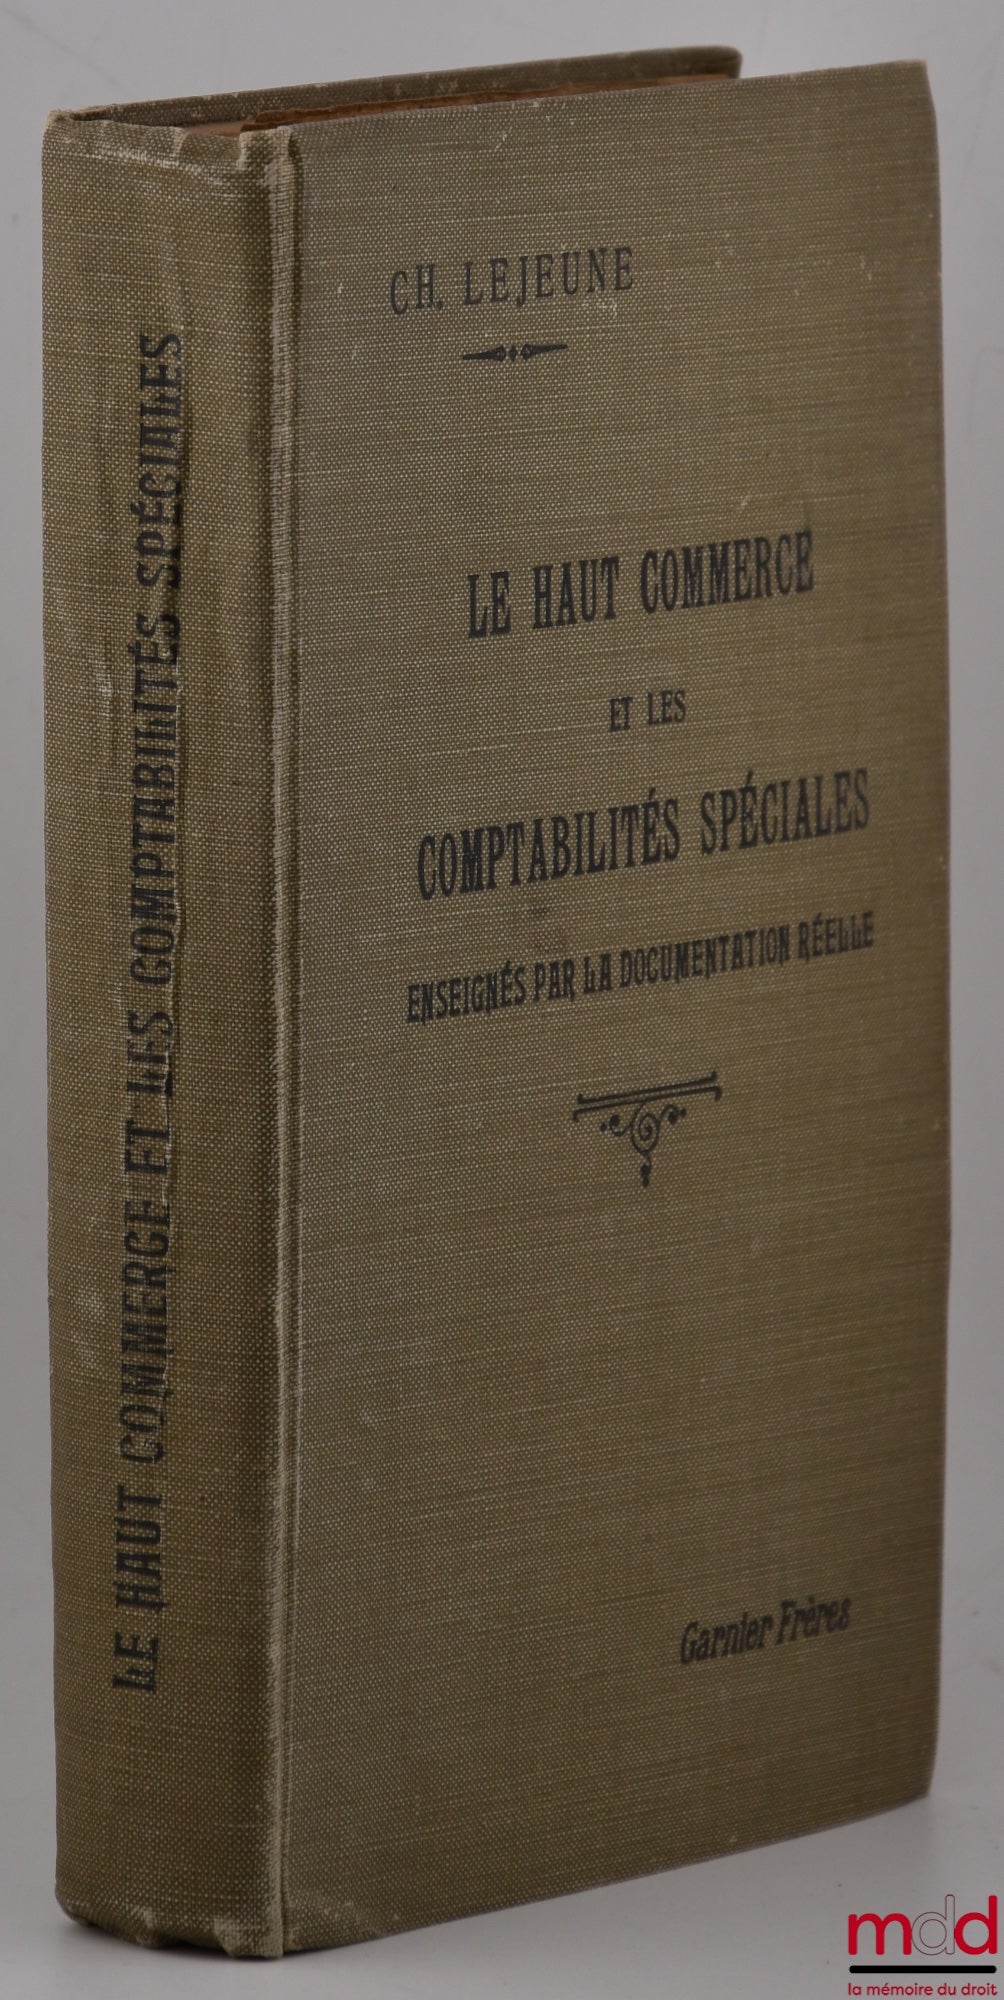 LE HAUT COMMERCE ET LES COMPTABILITÉS SPÉCIALES
CH. LEJEUNE
LE HAUT COMMERCE
ET LES
COMPTABILITÉS SPÉCIALES
ENSEIGNÉS PAR LA DOCUMENTATION RÉELLE
Garnier Frères
mdd
la mémoire du droit